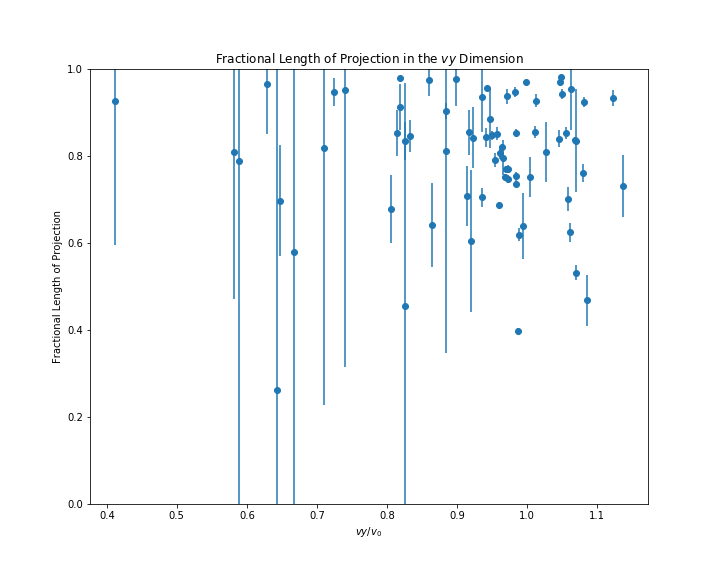 Fractional Length of Projection in the vy Dimension
Fractional Length of Projection
1.0
0.8
0.6
0.4
0.2
0.0
0.4 0.5 0.6 0.7 0.8 0.9 1.0 1.1
vy/v₀